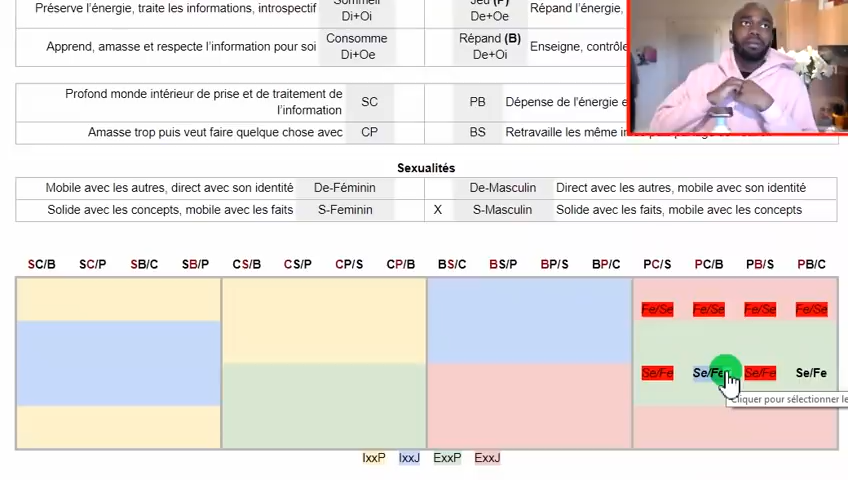 Préserve l'énergie, traite les informations, introspectif Sommeil Di+Oi Jeu (P) De+Oe Répand l'énergie,
Apprend, amasse et respecte l'information pour soi Consomme Di+Oe Répand (B) De+Oi Enseigne, contrôle
Profond monde intérieur de prise et de traitement de l'information SC PB Dépense de l'énergie e
Amasse trop puis veut faire quelque chose avec CP BS Retravaille les même
Sexualités
Mobile avec les autres, direct avec son identité De-Féminin De-Masculin Direct avec les autres, mobile avec son identité
Solide avec les concepts, mobile avec les faits S-Feminin X S-Masculin Solide avec les faits, mobile avec les concepts
SC/B SC/P SB/C SB/P CS/B CS/P CP/S CP/B BS/C BS/P BP/S BP/C PC/S PC/B PB/S PB/C
Fe/Se Fe/Se Fe/Se Fe/Se
Se/Fe Se/Fe Se/Fe Se/Fe
Cliquer pour sélectionner le
IxxP IxxJ ExxP ExxJ